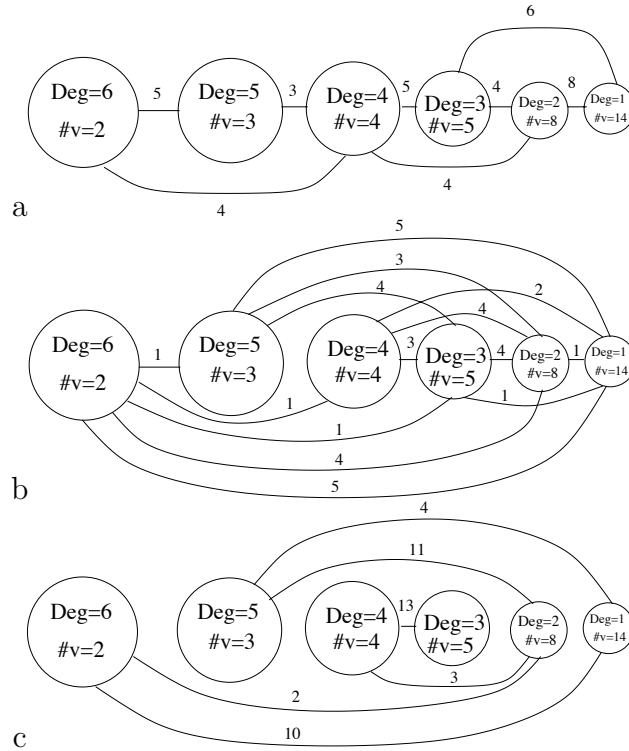 6
5
3
5
4
8
Deg=6
#v=2
Deg=5
#v=3
Deg=4
#v=4
Deg=3
#v=5
Deg=2
#v=8
Deg=1
#v=14
4
4
a
5
3
4
2
4
1
3
4
1
Deg=6
#v=2
Deg=5
#v=3
Deg=4
#v=4
Deg=3
#v=5
Deg=2
#v=8
Deg=1
#v=14
1
1
1
4
5
b
4
11
13
Deg=6
#v=2
Deg=5
#v=3
Deg=4
#v=4
Deg=3
#v=5
Deg=2
#v=8
Deg=1
#v=14
3
2
10
c